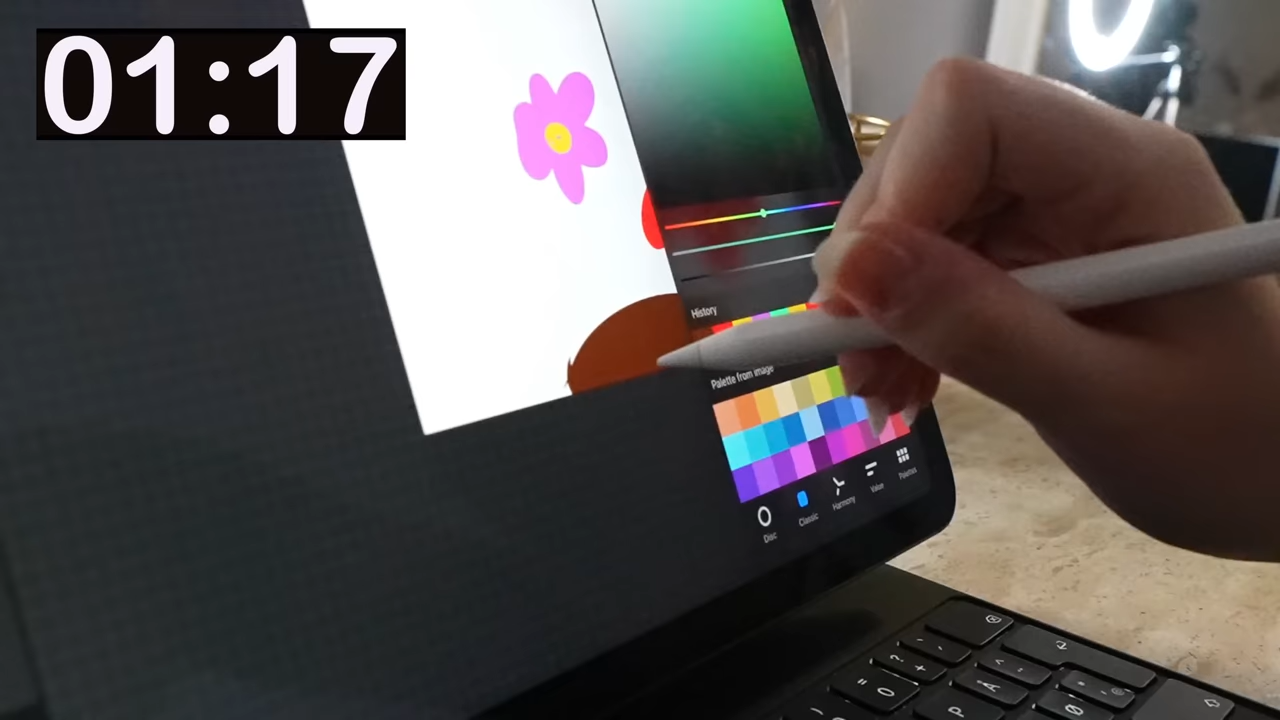 01:17
History
Palette from image
Disc
Classic
Harmony
Value
Palettes
? +
O
Å
P
Ø